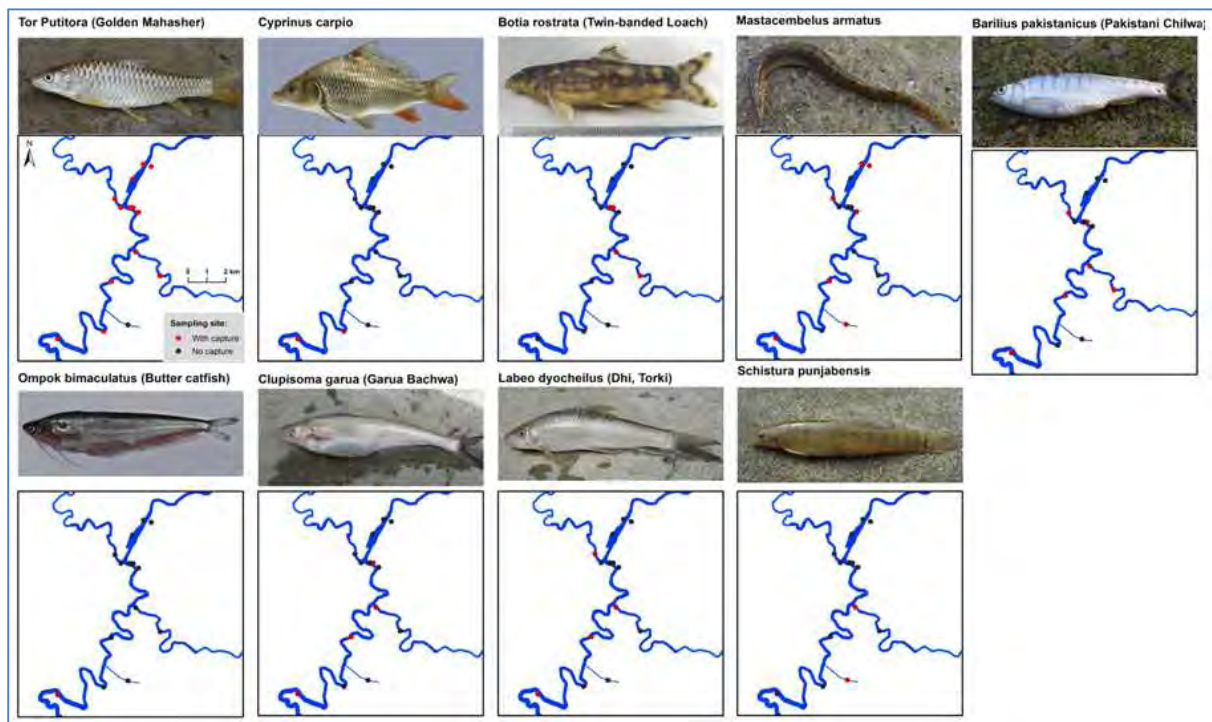 Tor Putitora (Golden Mahasher)
Cyprinus carpio
Botia rostrata (Twin-banded Loach)
Mastacembelus armatus
Barilius pakistanicus (Pakistani Chilwa
N
0 1 2 km
Sampling site:
With capture
No capture
Ompok bimaculatus (Butter catfish)
Clupisoma garua (Garua Bachwa)
Labeo dyocheilus (Dhi, Torki)
Schistura punjabensis